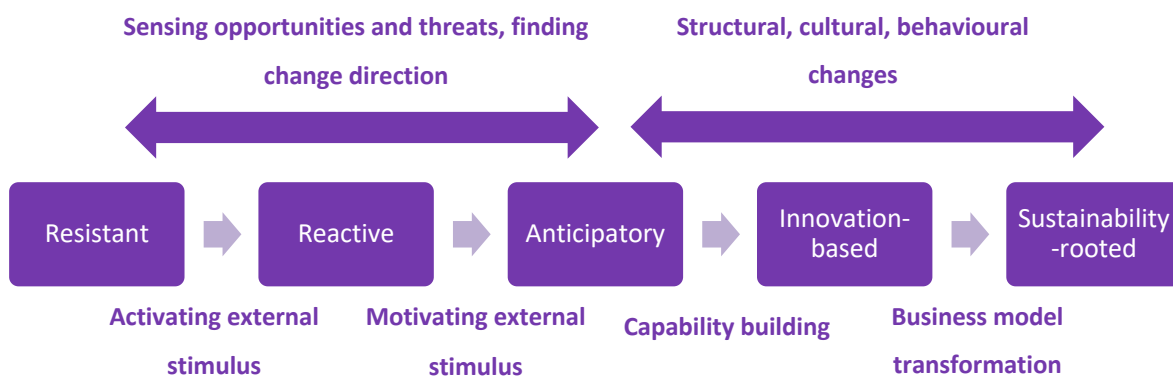 Sensing opportunities and threats, finding
change direction
Structural, cultural, behavioural
changes
Resistant
Reactive
Anticipatory
Innovation-
based
Sustainability
-rooted
Activating external
stimulus
Motivating external
stimulus
Capability building
Business model
transformation